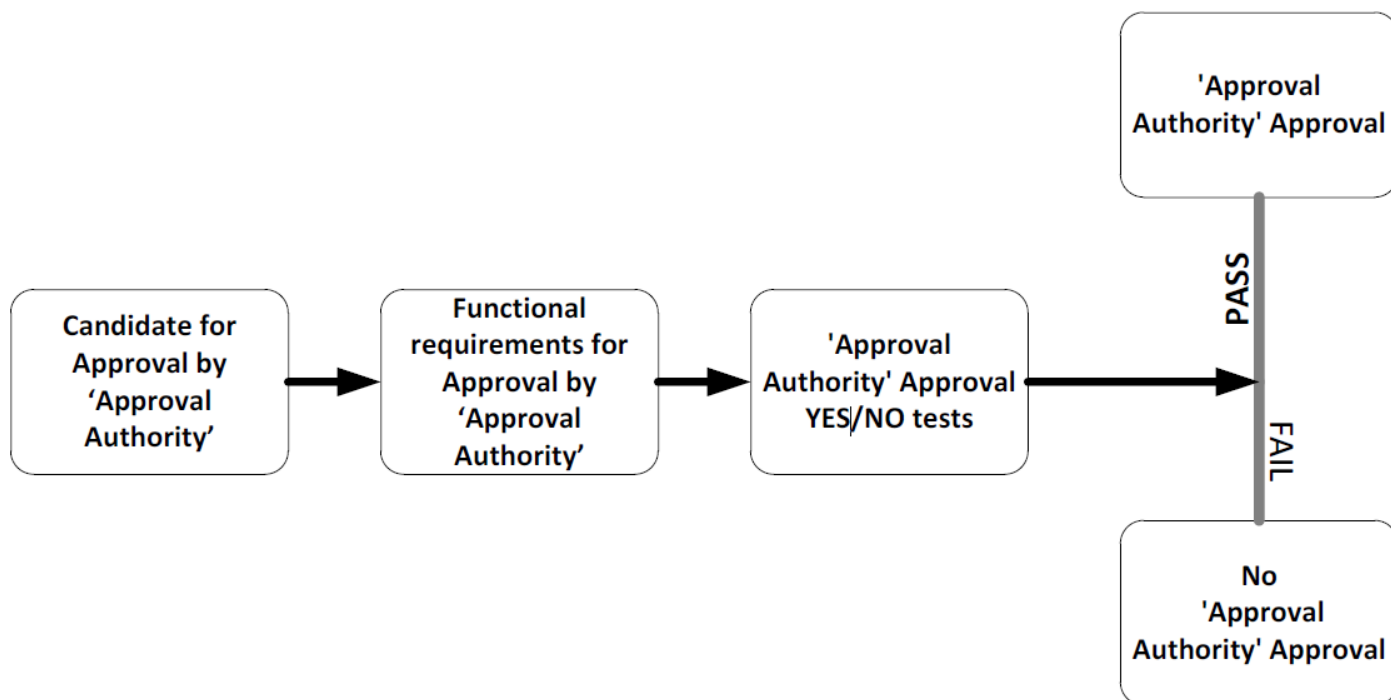 'Approval
Authority' Approval
PASS
Candidate for
Approval by
‘Approval
Authority’
Functional
requirements for
Approval by
‘Approval
Authority’
'Approval
Authority' Approval
YES/NO tests
FAIL
No
'Approval
Authority' Approval